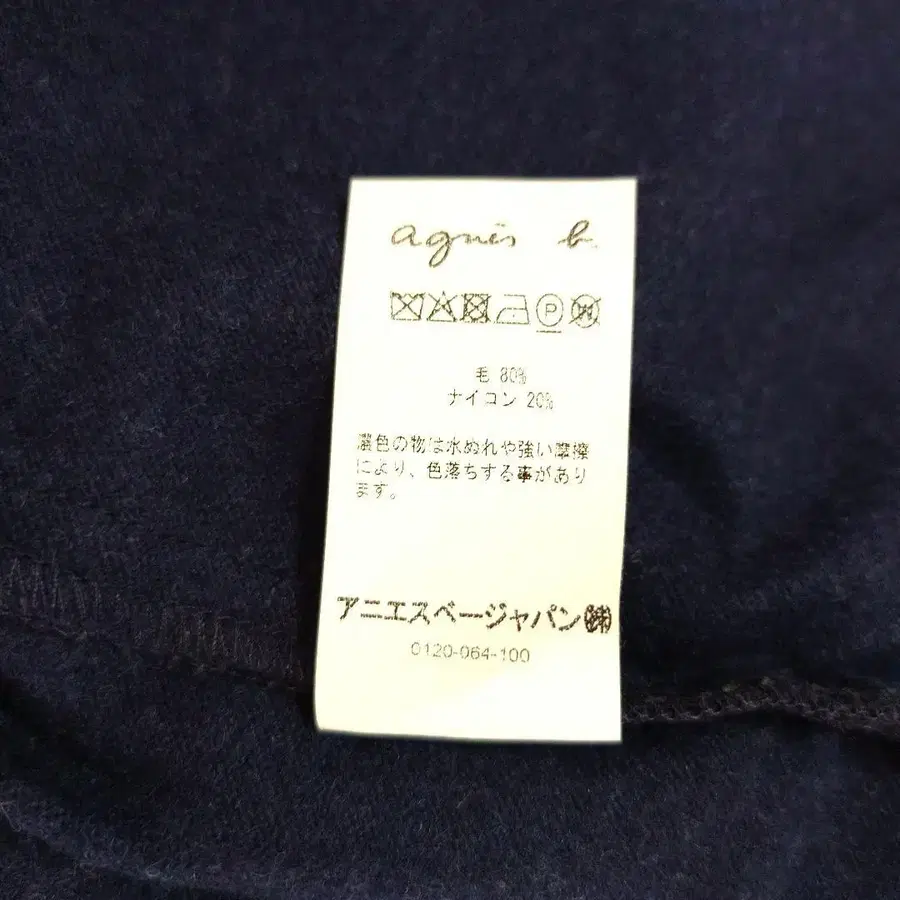 agnès b.
P W
毛 80%
ナイロン 20%
濃色の物は水ぬれや強い摩擦
により、色落ちする事があり
ます。
アニエスベージャパン㈱
0120-064-100